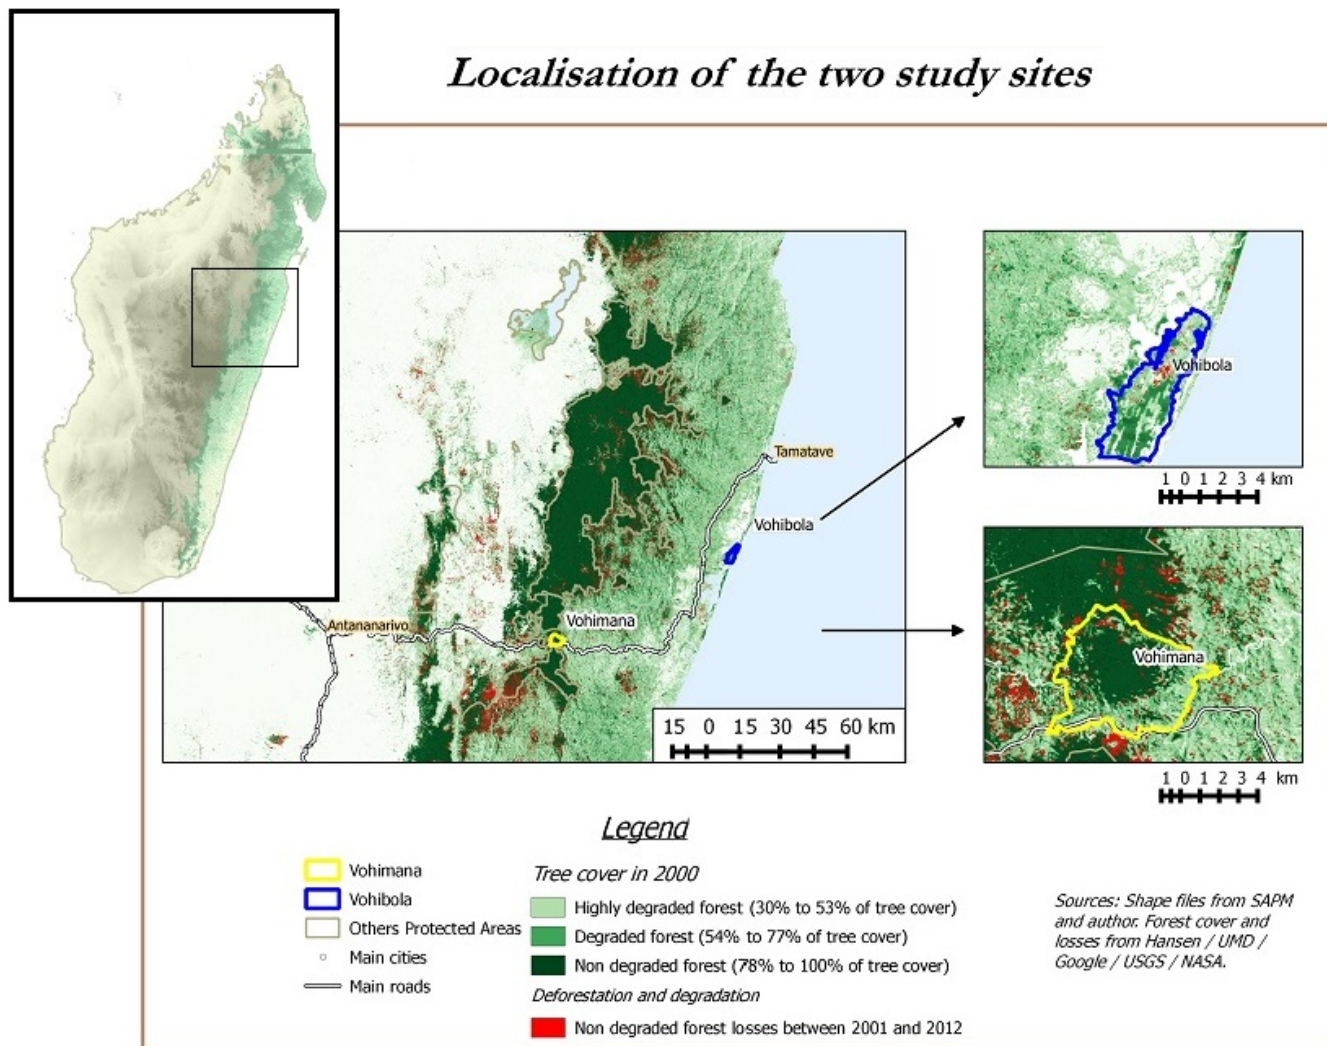 Localisation of the two study sites
Tamatave
Vohibola
Vohimana
Antananarivo
15 0 15 30 45 60 km
Vohibola
1 0 1 2 3 4 km
Vohimana
1 0 1 2 3 4 km
Legend
Vohimana
Vohibola
Others Protected Areas
Main cities
Main roads
Tree cover in 2000
Highly degraded forest (30% to 53% of tree cover)
Degraded forest (54% to 77% of tree cover)
Non degraded forest (78% to 100% of tree cover)
Deforestation and degradation
Non degraded forest losses between 2001 and 2012
Sources: Shape files from SAPM
and author. Forest cover and
losses from Hansen / UMD /
Google / USGS / NASA.